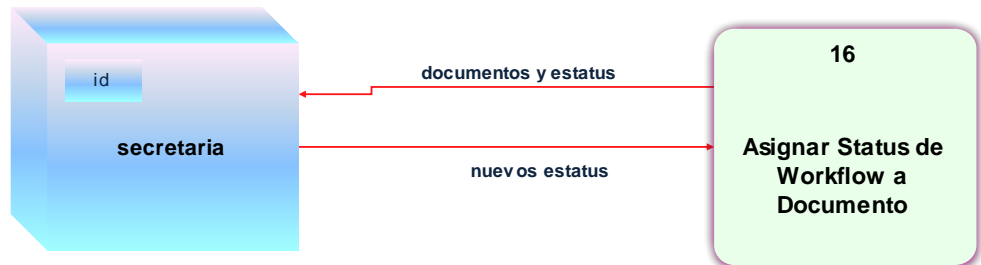 id
secretaria
documentos y estatus
nuevos estatus
16
Asignar Status de
Workflow a
Documento